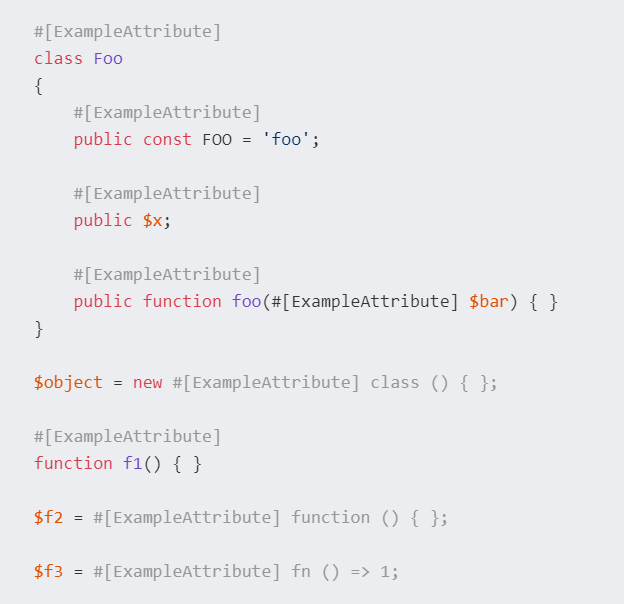 #[ExampleAttribute]
class Foo
{
    #[ExampleAttribute]
    public const FOO = 'foo';

    #[ExampleAttribute]
    public $x;

    #[ExampleAttribute]
    public function foo(#[ExampleAttribute] $bar) { }
}

$object = new #[ExampleAttribute] class () { };

#[ExampleAttribute]
function f1() { }

$f2 = #[ExampleAttribute] function () { };

$f3 = #[ExampleAttribute] fn () => 1;